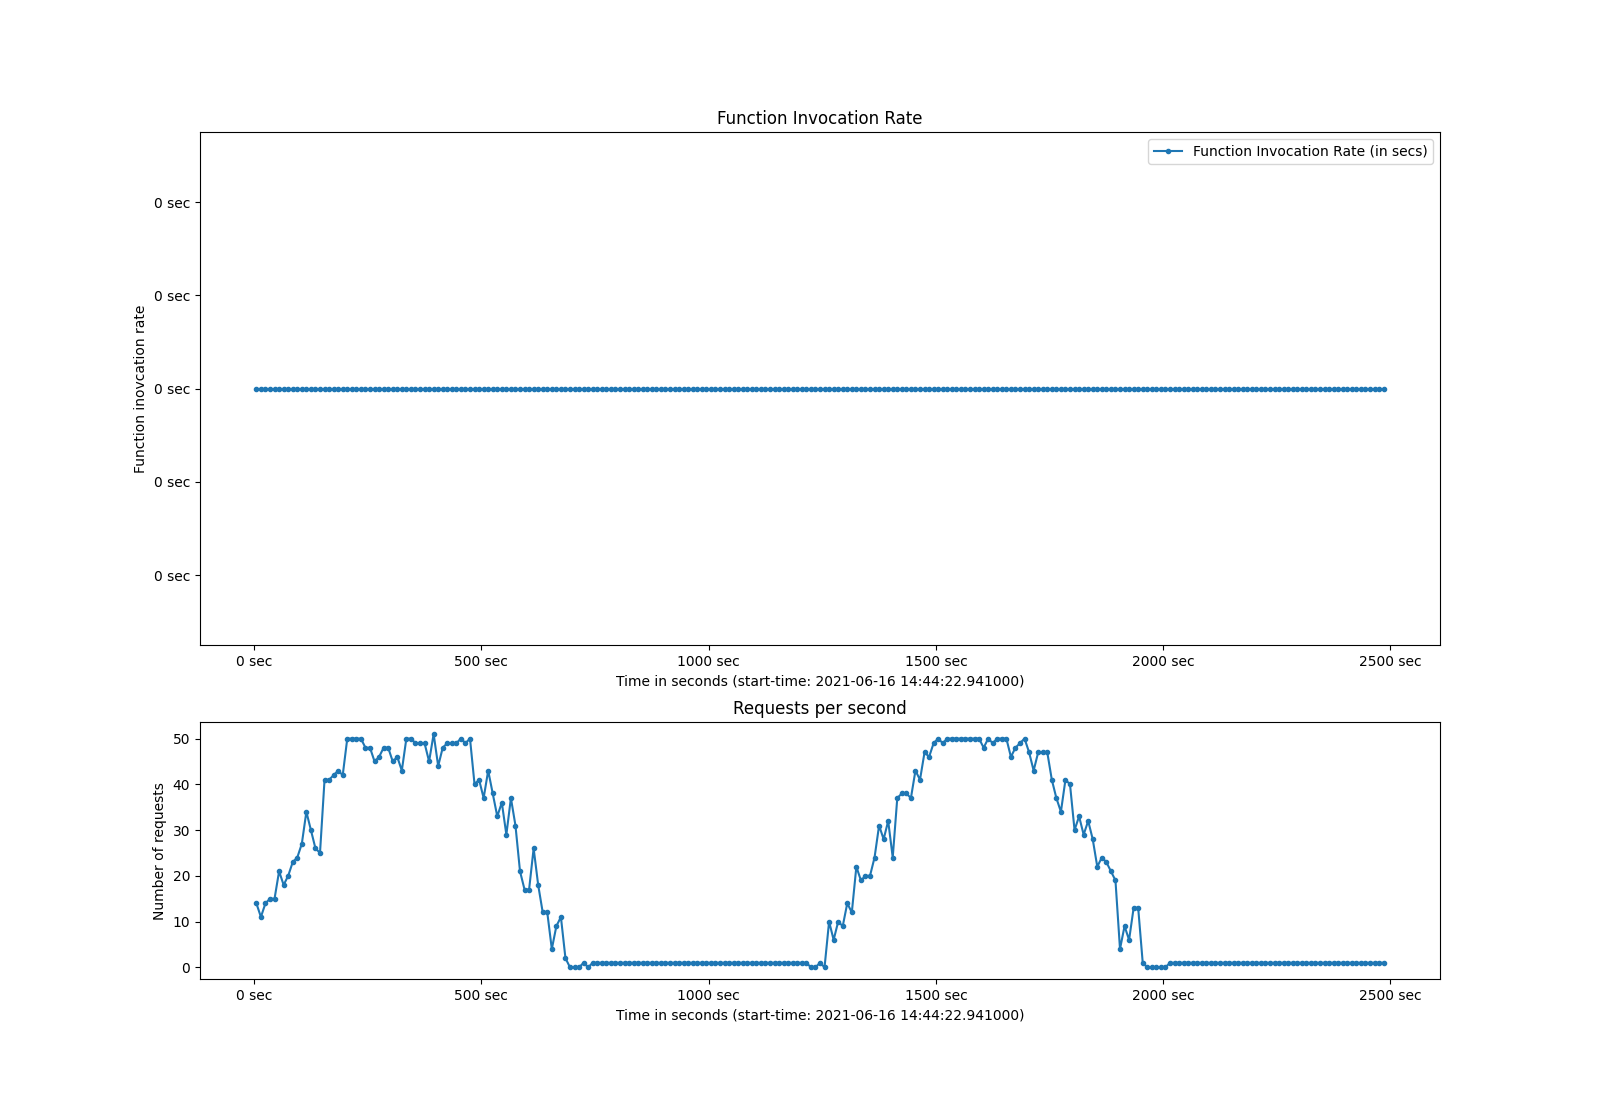 Function Invocation Rate
Function Invocation Rate (in secs)
0 sec
0 sec
0 sec
0 sec
0 sec
Function inovcation rate
0 sec 500 sec 1000 sec 1500 sec 2000 sec 2500 sec
Time in seconds (start-time: 2021-06-16 14:44:22.941000)
Requests per second
50
40
30
20
10
0
Number of requests
0 sec 500 sec 1000 sec 1500 sec 2000 sec 2500 sec
Time in seconds (start-time: 2021-06-16 14:44:22.941000)